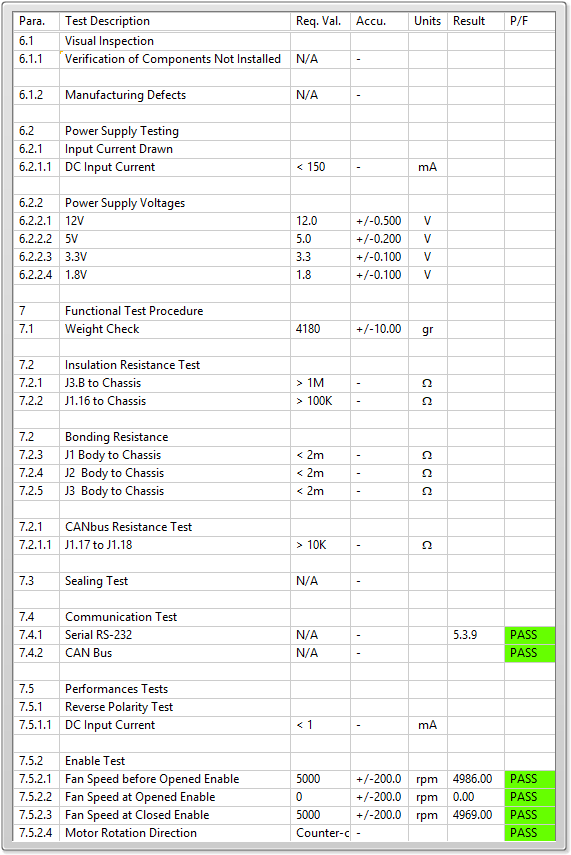 Para. Test Description Req. Val. Accu. Units Result P/F
6.1 Visual Inspection
6.1.1 Verification of Components Not Installed N/A -
6.1.2 Manufacturing Defects N/A -
6.2 Power Supply Testing
6.2.1 Input Current Drawn
6.2.1.1 DC Input Current < 150 - mA
6.2.2 Power Supply Voltages
6.2.2.1 12V 12.0 +/-0.500 V
6.2.2.2 5V 5.0 +/-0.200 V
6.2.2.3 3.3V 3.3 +/-0.100 V
6.2.2.4 1.8V 1.8 +/-0.100 V
7 Functional Test Procedure
7.1 Weight Check 4180 +/-10.00 gr
7.2 Insulation Resistance Test
7.2.1 J3.B to Chassis > 1M - Ω
7.2.2 J1.16 to Chassis > 100K - Ω
7.2 Bonding Resistance
7.2.3 J1 Body to Chassis < 2m - Ω
7.2.4 J2 Body to Chassis < 2m - Ω
7.2.5 J3 Body to Chassis < 2m - Ω
7.2.1 CANbus Resistance Test
7.2.1.1 J1.17 to J1.18 > 10K - Ω
7.3 Sealing Test N/A -
7.4 Communication Test
7.4.1 Serial RS-232 N/A - 5.3.9 PASS
7.4.2 CAN Bus N/A - PASS
7.5 Performances Tests
7.5.1 Reverse Polarity Test
7.5.1.1 DC Input Current < 1 - mA
7.5.2 Enable Test
7.5.2.1 Fan Speed before Opened Enable 5000 +/-200.0 rpm 4986.00 PASS
7.5.2.2 Fan Speed at Opened Enable 0 +/-200.0 rpm 0.00 PASS
7.5.2.3 Fan Speed at Closed Enable 5000 +/-200.0 rpm 4969.00 PASS
7.5.2.4 Motor Rotation Direction Counter-c - PASS